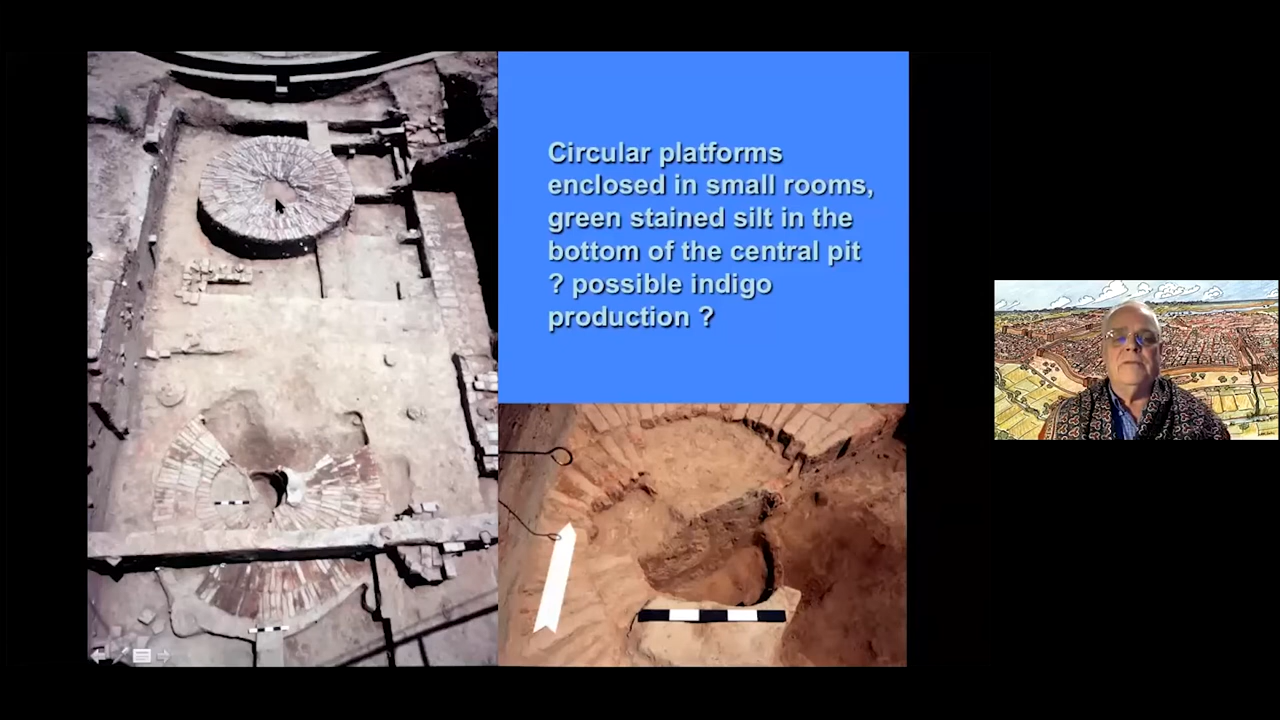 Circular platforms
enclosed in small rooms,
green stained silt in the
bottom of the central pit
? possible indigo
production ?